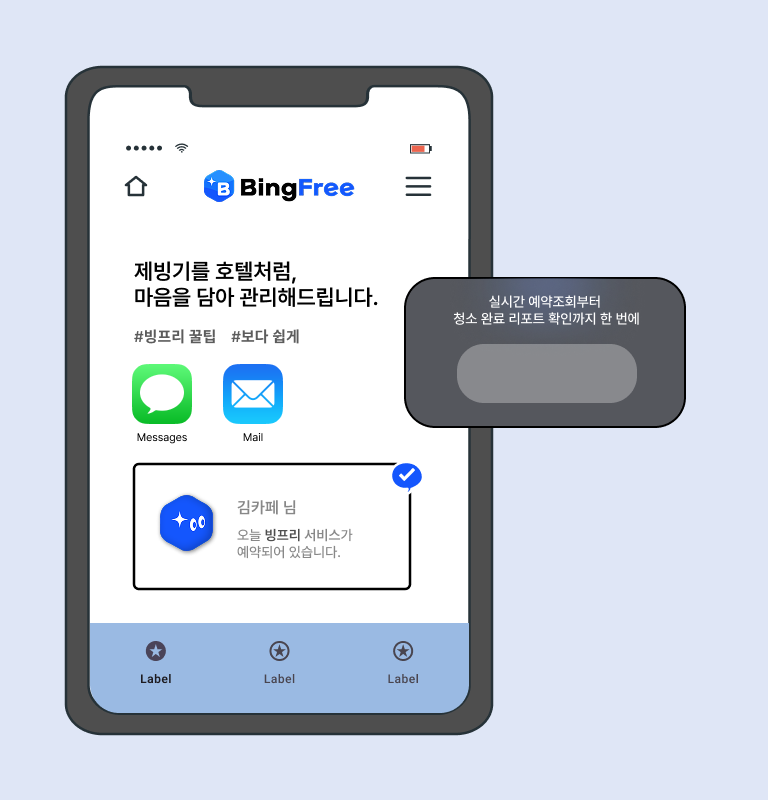 B BingFree
제빙기를 호텔처럼,
마음을 담아 관리해드립니다.
#빙프리 꿀팁 #보다 쉽게
실시간 예약조회부터
청소 완료 리포트 확인까지 한 번에
Messages Mail
김카페 님
오늘 빙프리 서비스가
예약되어 있습니다.
Label Label Label